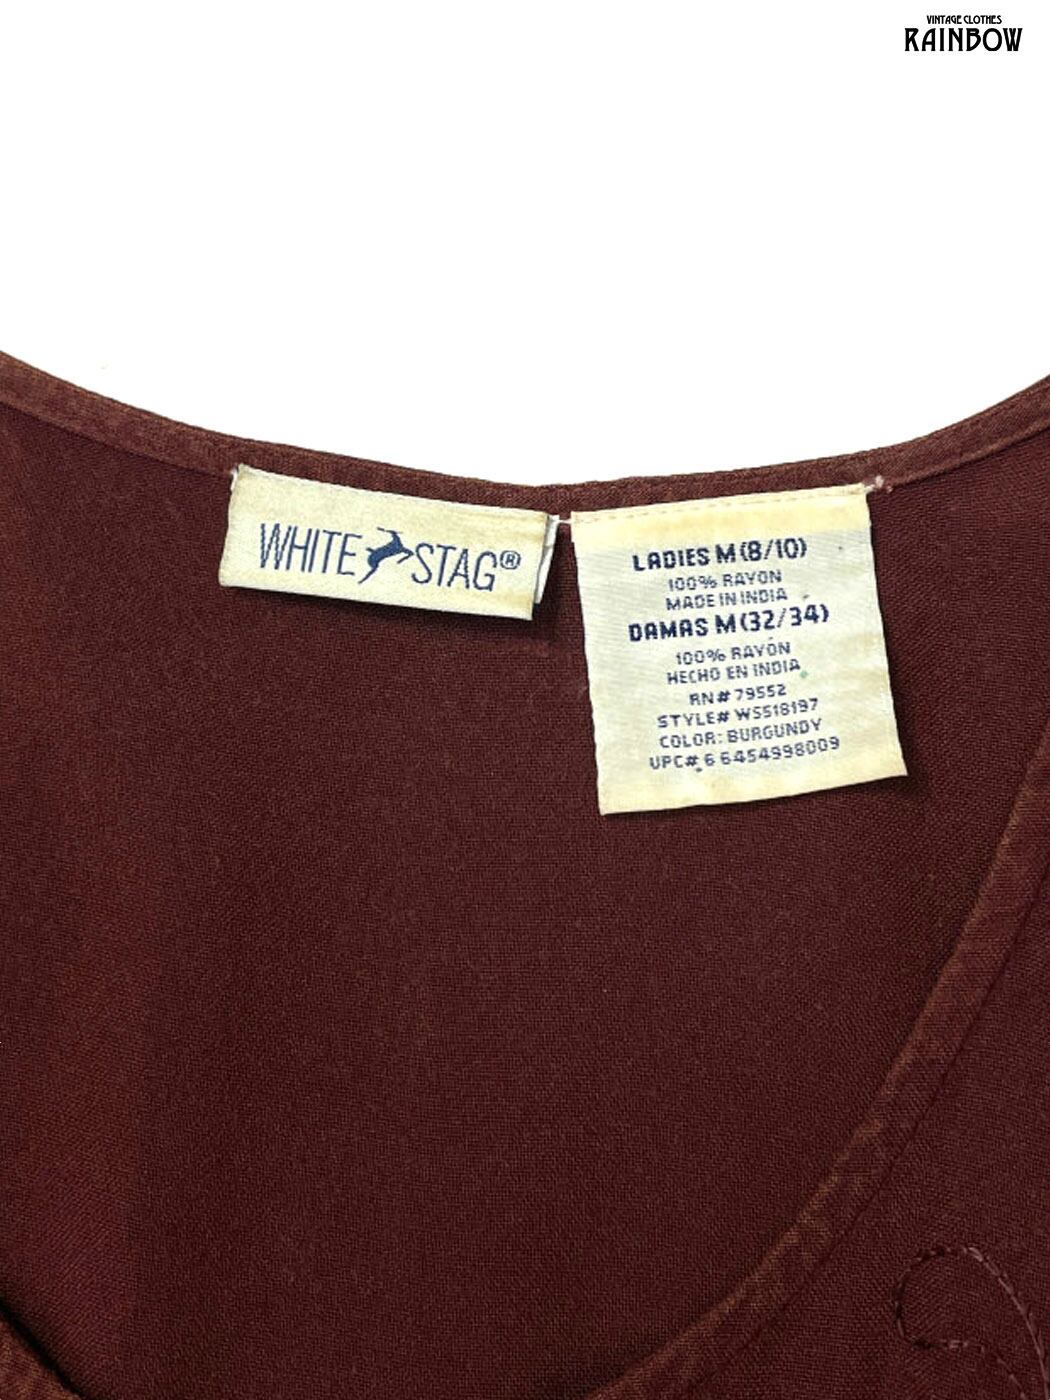 VINTAGE CLOTHES
RAINBOW
WHITE STAG®
LADIES M (8/10)
100% RAYON
MADE IN INDIA
DAMAS M (32/34)
100% RAYON
HECHO EN INDIA
RN# 79552
STYLE# WS518197
COLOR: BURGUNDY
UPC# 6 6454998009